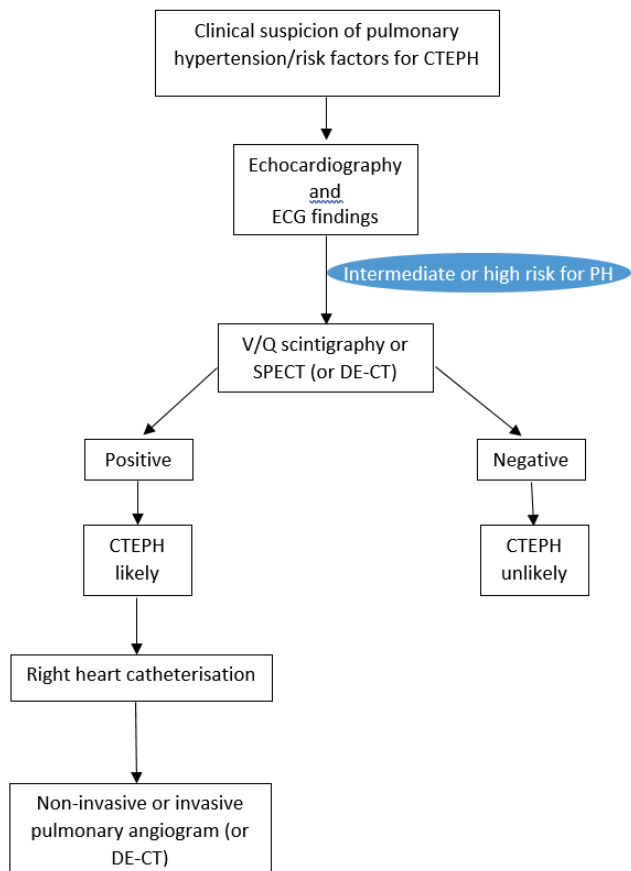 Clinical suspicion of pulmonary
hypertension/risk factors for CTEPH
Echocardiography
and
ECG findings
Intermediate or high risk for PH
V/Q scintigraphy or
SPECT (or DE-CT)
Positive
Negative
CTEPH
likely
CTEPH
unlikely
Right heart catheterisation
Non-invasive or invasive
pulmonary angiogram (or
DE-CT)